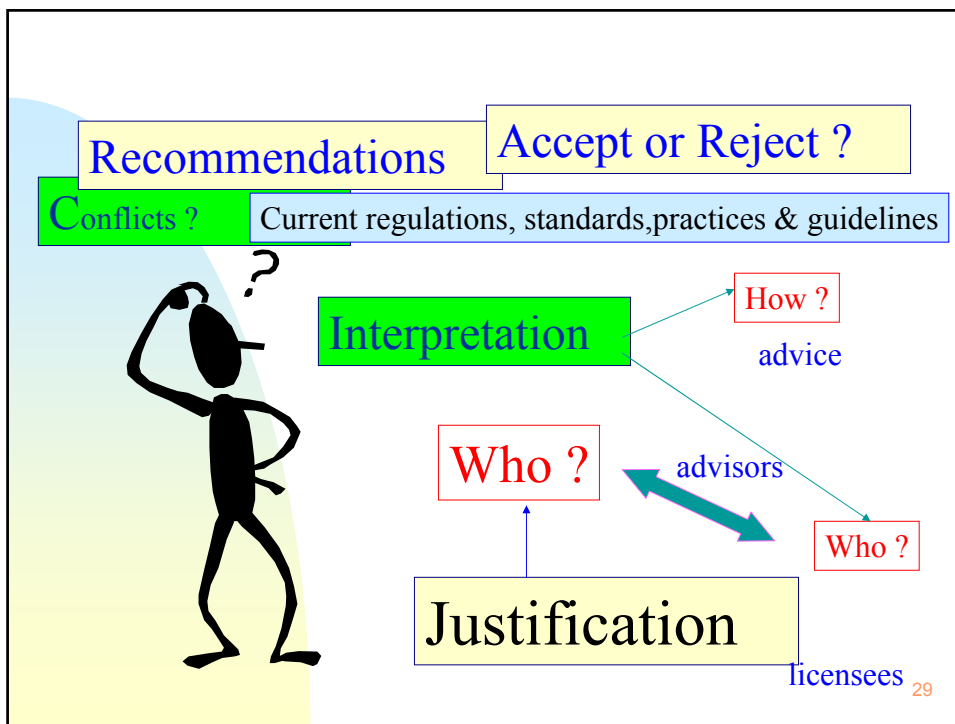 Recommendations
Accept or Reject ?
Conflicts ?
Current regulations, standards,practices & guidelines
?
Interpretation
How ?
advice
Who ?
advisors
Who ?
Justification
licensees
29